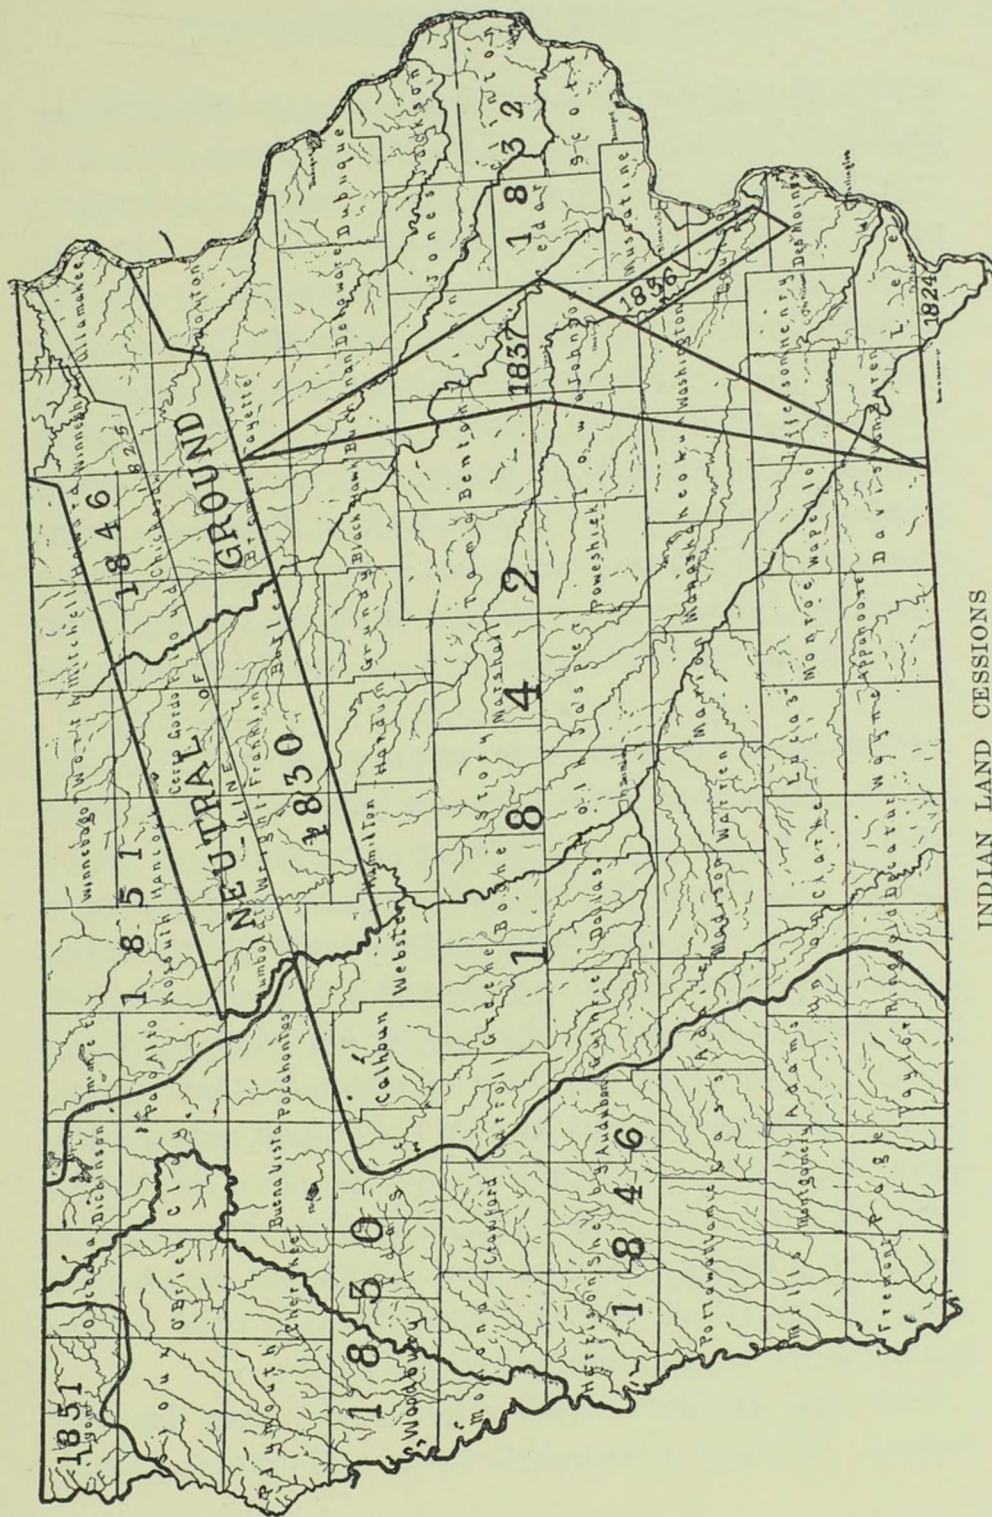 1851
Lyon
Osceola
Dickinson
Emmett
Winnebago
Worth
Mitchell
Howard
Winneshiek
Allamakee
1851
1846
Sioux
O'Brien
Clay
Palo Alto
Kossuth
Hancock
Cerro Gordo
Floyd
Chickasaw
1825
NEUTRAL
GROUND
LINE OF
Plymouth
Cherokee
Buena Vista
Pocahontas
Humboldt
Wright
Franklin
Butler
Bremer
Fayette
Clayton
1830
Woodbury
Ida
Sac
Calhoun
Webster
Hamilton
Hardin
Grundy
Black Hawk
Buchanan
Delaware
Dubuque
1850
Monona
Crawford
Carroll
Greene
Boone
Story
Marshall
Tama
Benton
Linn
Jones
Jackson
1842
1837
1832
Harrison
Shelby
Audubon
Guthrie
Dallas
Polk
Jasper
Poweshiek
Iowa
Johnson
Cedar
Clinton
Scott
1846
1836
Pottawattamie
Cass
Adair
Madison
Warren
Marion
Mahaska
Keokuk
Washington
Louisa
Muscatine
Mills
Montgomery
Adams
Union
Clarke
Lucas
Monroe
Wapello
Jefferson
Henry
Des Moines
Fremont
Page
Taylor
Ringgold
Decatur
Wayne
Appanoose
Davis
Van Buren
Lee
1824
INDIAN LAND CESSIONS